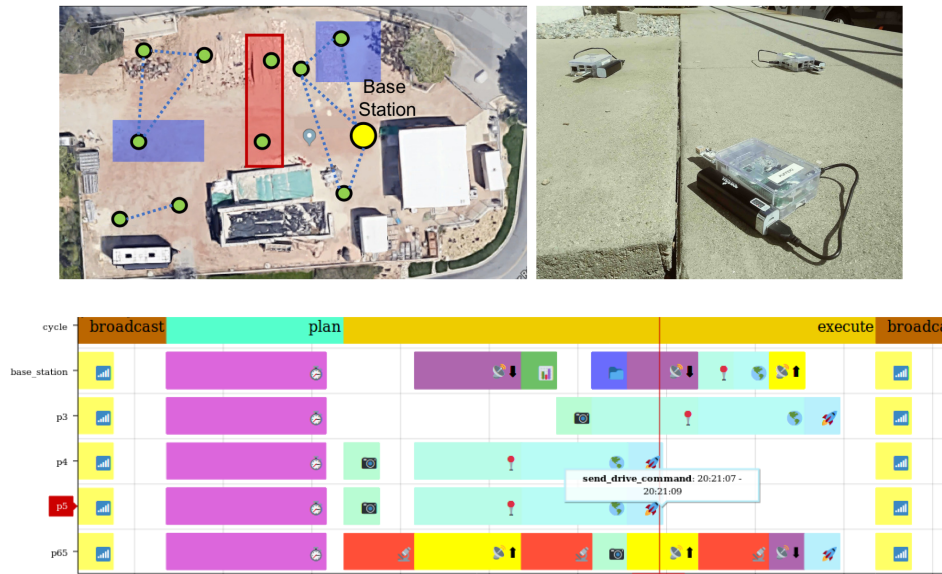 Base
Station
cycle
broadcast
plan
execute
broadca
base_station
p3
p4
send_drive_command: 20:21:07 -
20:21:09
p5
p65